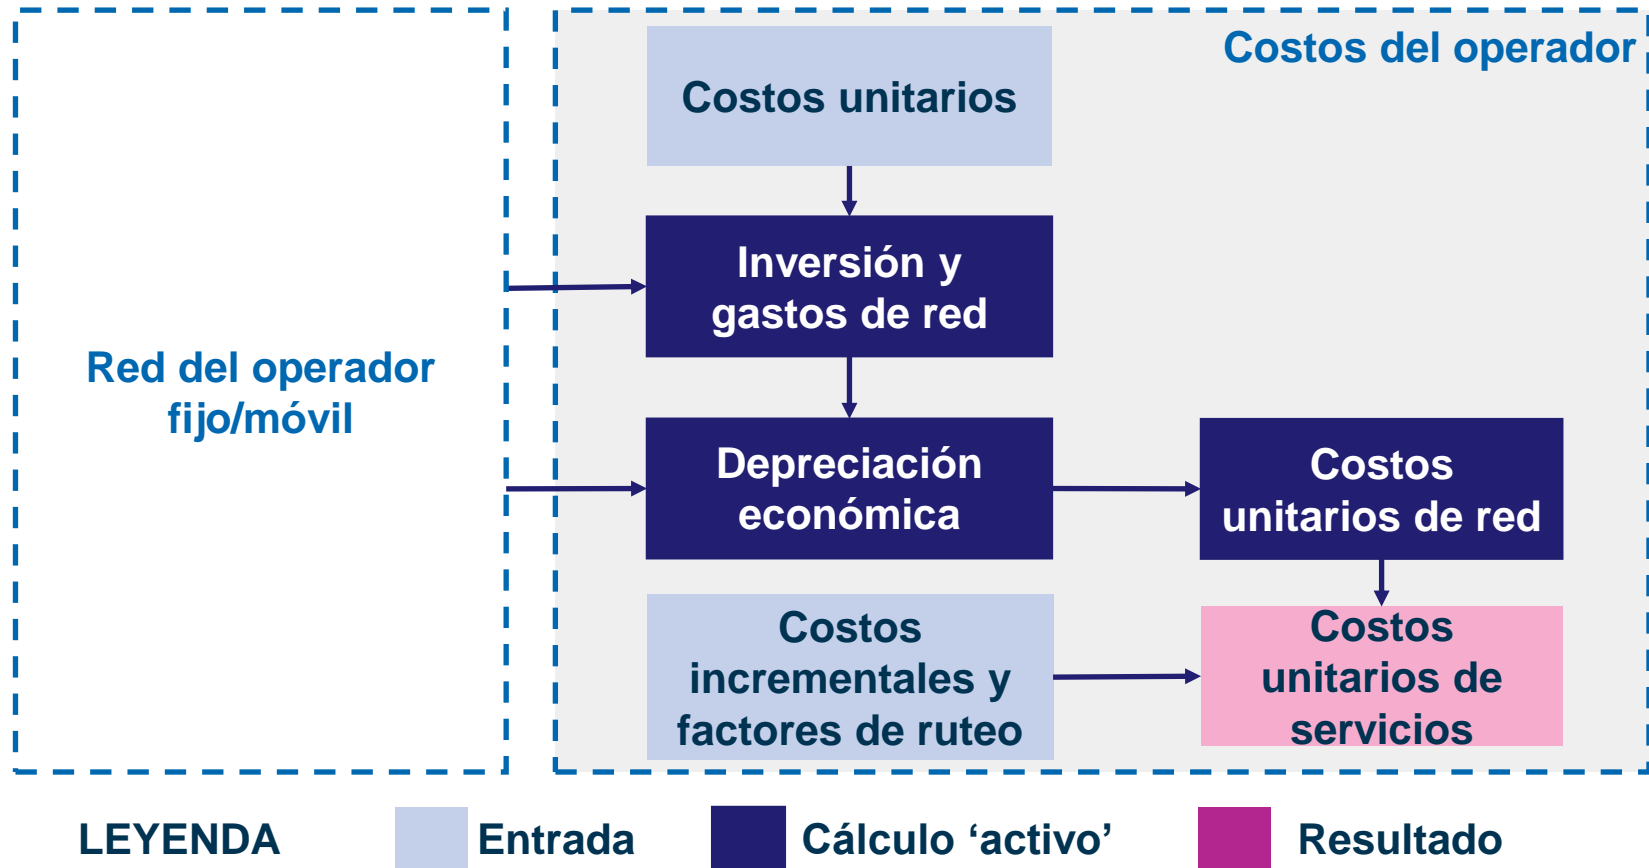 Costos del operador
Costos unitarios
Inversión y
gastos de red
Red del operador
fijo/móvil
Depreciación
económica
Costos
unitarios de red
Costos
incrementales y
factores de ruteo
Costos
unitarios de
servicios
LEYENDA
Entrada
Cálculo ‘activo’
Resultado